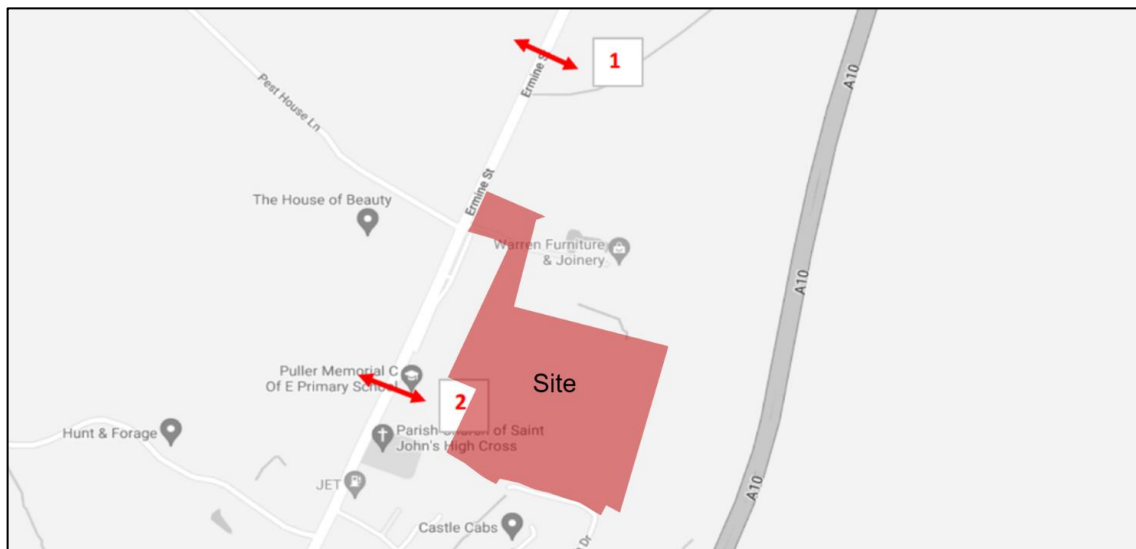 1
Ermine St
A10
Pest House Ln
The House of Beauty
Ermine St
Warren Furniture
& Joinery
A10
Puller Memorial C
Of E Primary School
Site
2
Hunt & Forage
Parish Church of Saint
John's High Cross
JET
A10
Castle Cabs
Dr